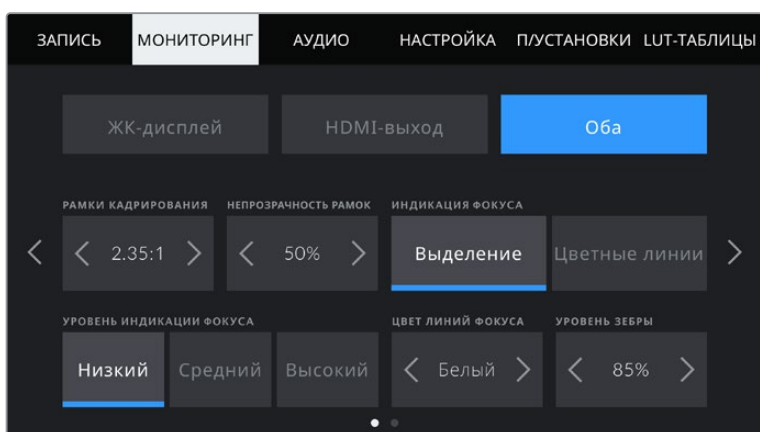 ЗАПИСЬ МОНИТОРИНГ АУДИО НАСТРОЙКА П/УСТАНОВКИ LUT-ТАБЛИЦЫ
ЖК-дисплей HDMI-выход Оба
РАМКИ КАДРИРОВАНИЯ НЕПРОЗРАЧНОСТЬ РАМОК ИНДИКАЦИЯ ФОКУСА
2.35:1 50% Выделение Цветные линии
УРОВЕНЬ ИНДИКАЦИИ ФОКУСА ЦВЕТ ЛИНИЙ ФОКУСА УРОВЕНЬ ЗЕБРЫ
Низкий Средний Высокий Белый 85%